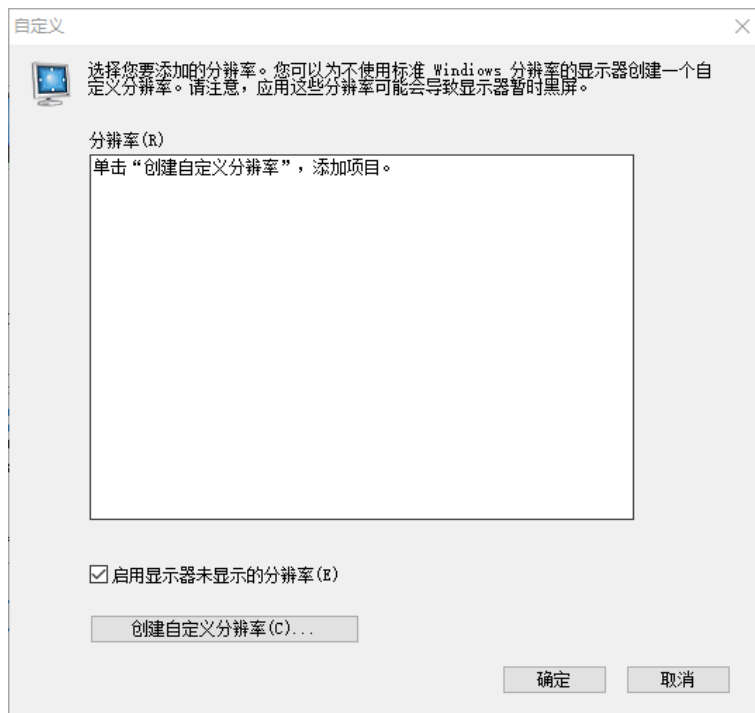 自定义
选择您要添加的分辨率。您可以为不使用标准 Windiows 分辨率的显示器创建一个自
定义分辨率。请注意，应用这些分辨率可能会导致显示器暂时黑屏。
分辨率(R)
单击“创建自定义分辨率”，添加项目。
启用显示器未显示的分辨率(E)
创建自定义分辨率(C)...
确定
取消